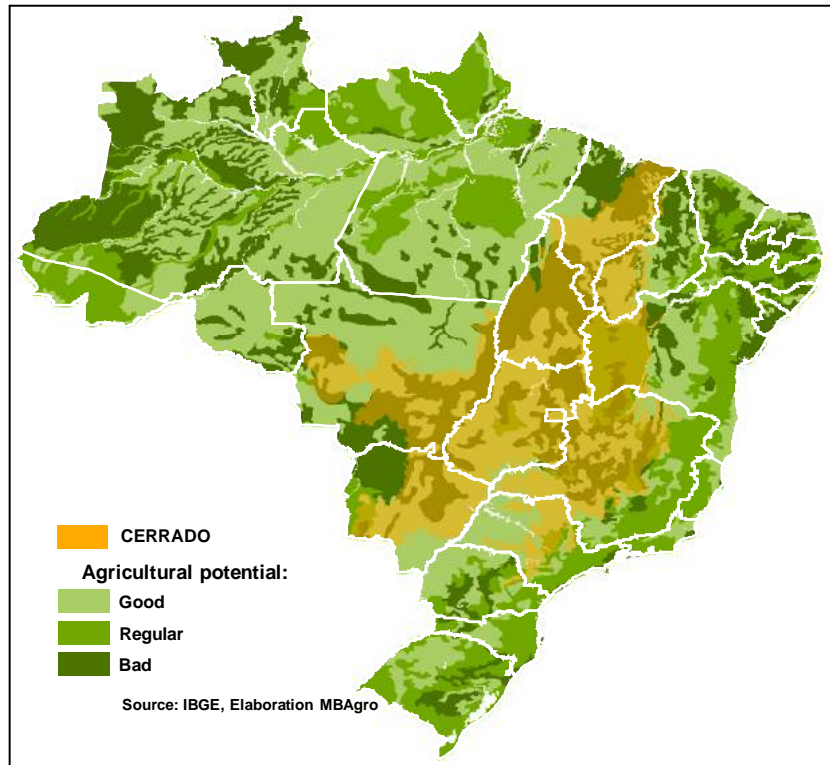 CERRADO
Agricultural potential:
Good
Regular
Bad
Source: IBGE, Elaboration MBAgro